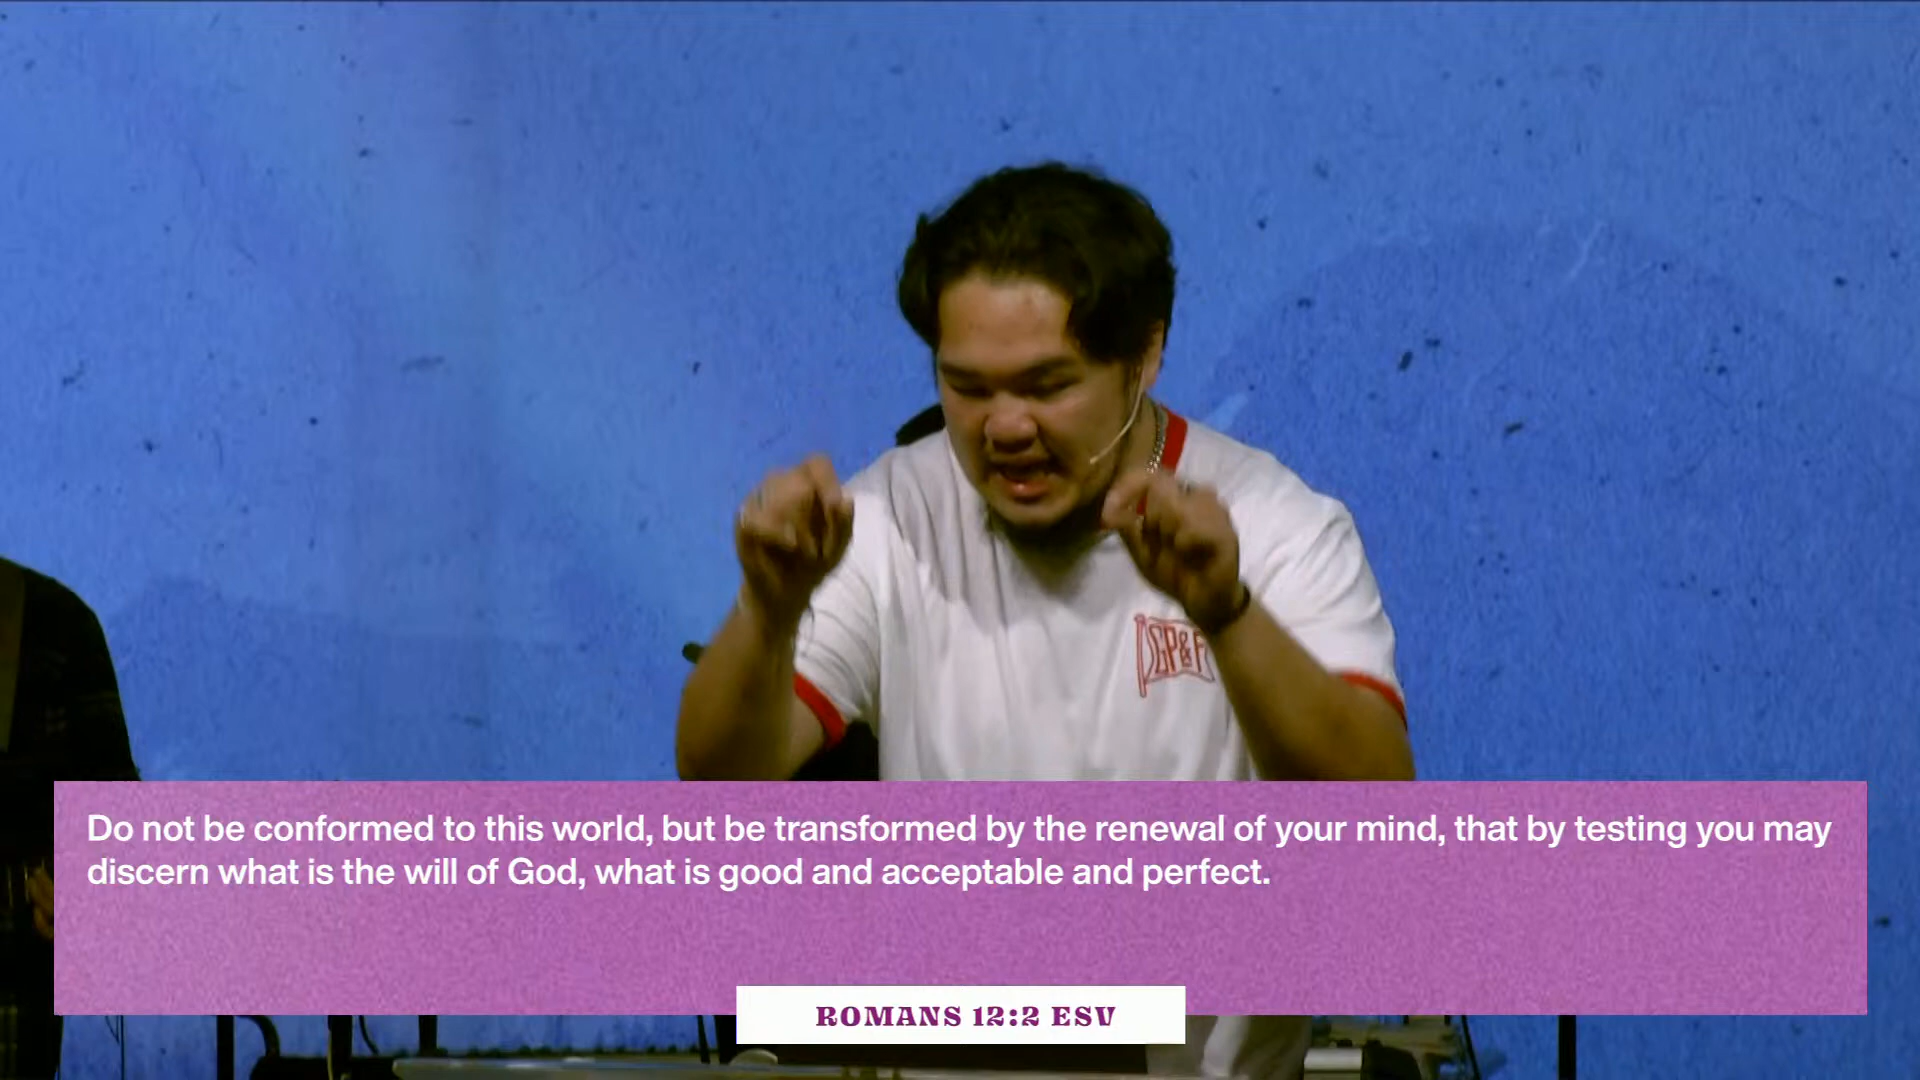 GP&F
Do not be conformed to this world, but be transformed by the renewal of your mind, that by testing you may
discern what is the will of God, what is good and acceptable and perfect.
ROMANS 12:2 ESV